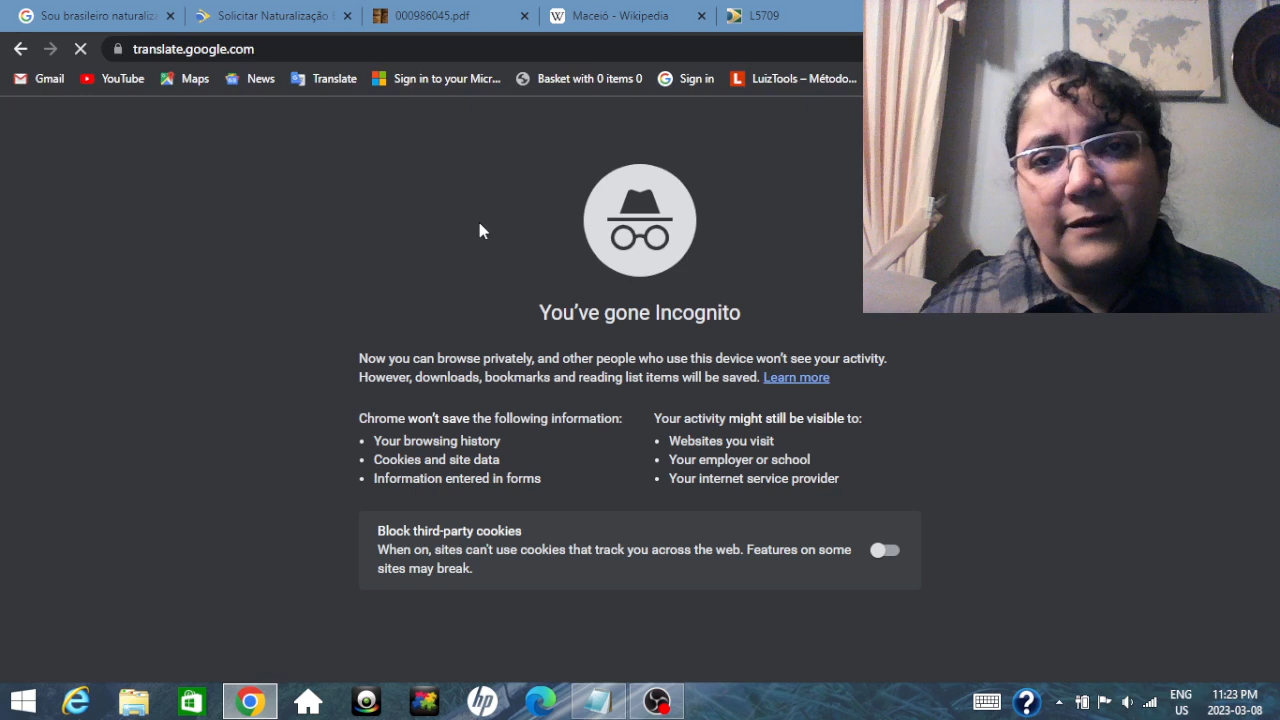 Sou brasileiro naturaliza
Solicitar Naturalização
000986045.pdf
Maceió - Wikipedia
L5709
translate.google.com
Gmail
YouTube
Maps
News
Translate
Sign in to your Micr...
Basket with 0 items 0
Sign in
LuizTools – Método...
You've gone Incognito
Now you can browse privately, and other people who use this device won't see your activity.
However, downloads, bookmarks and reading list items will be saved. Learn more
Chrome won't save the following information:
• Your browsing history
• Cookies and site data
• Information entered in forms
Your activity might still be visible to:
• Websites you visit
• Your employer or school
• Your internet service provider
Block third-party cookies
When on, sites can't use cookies that track you across the web. Features on some
sites may break.
ENG
US
11:23 PM
2023-03-08